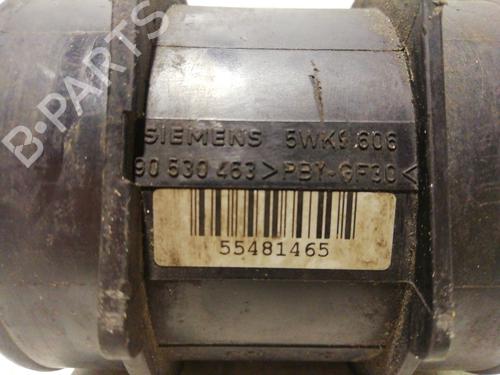 B-PARTS
SIEMENS 5WK9 606
90 530 463 >PBT-GF30<
55481465